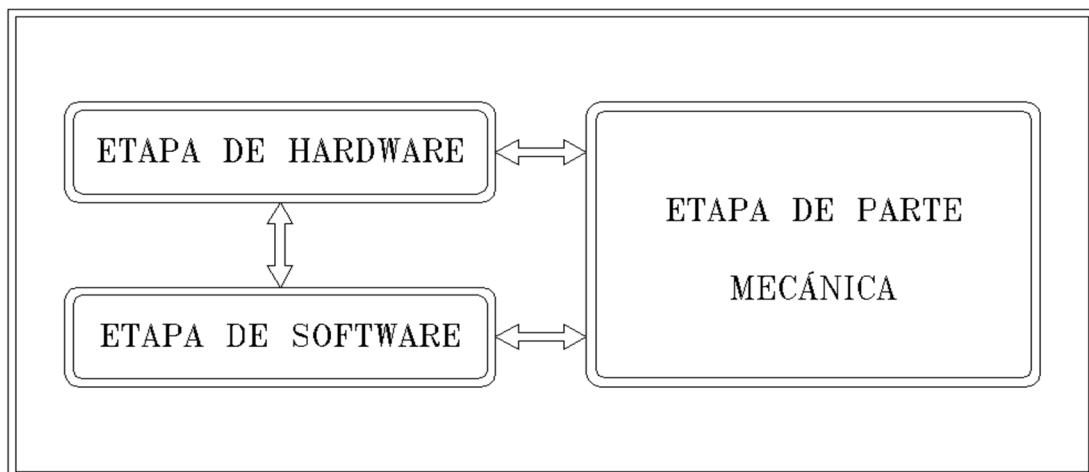 ETAPA DE HARDWARE
ETAPA DE SOFTWARE
ETAPA DE PARTE
MECÁNICA